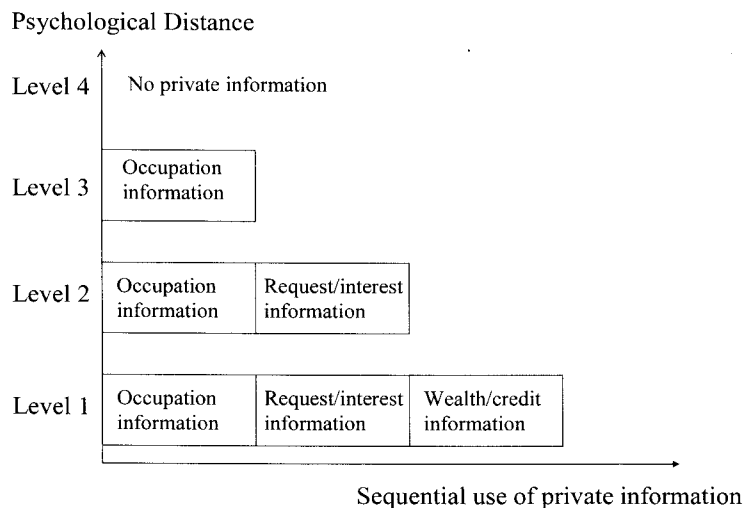 Psychological Distance
Level 4
No private information
Level 3
Occupation
information
Level 2
Occupation
information
Request/interest
information
Level 1
Occupation
information
Request/interest
information
Wealth/credit
information
Sequential use of private information